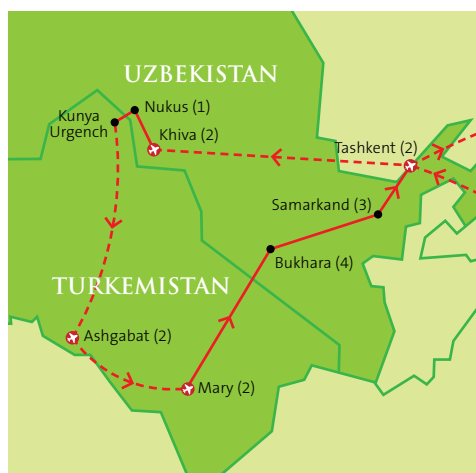 UZBEKISTAN
Nukus (1)
Kunya
Urgench
Khiva (2)
Tashkent (2)
Samarkand (3)
Bukhara (4)
TURKEMISTAN
Ashgabat (2)
Mary (2)